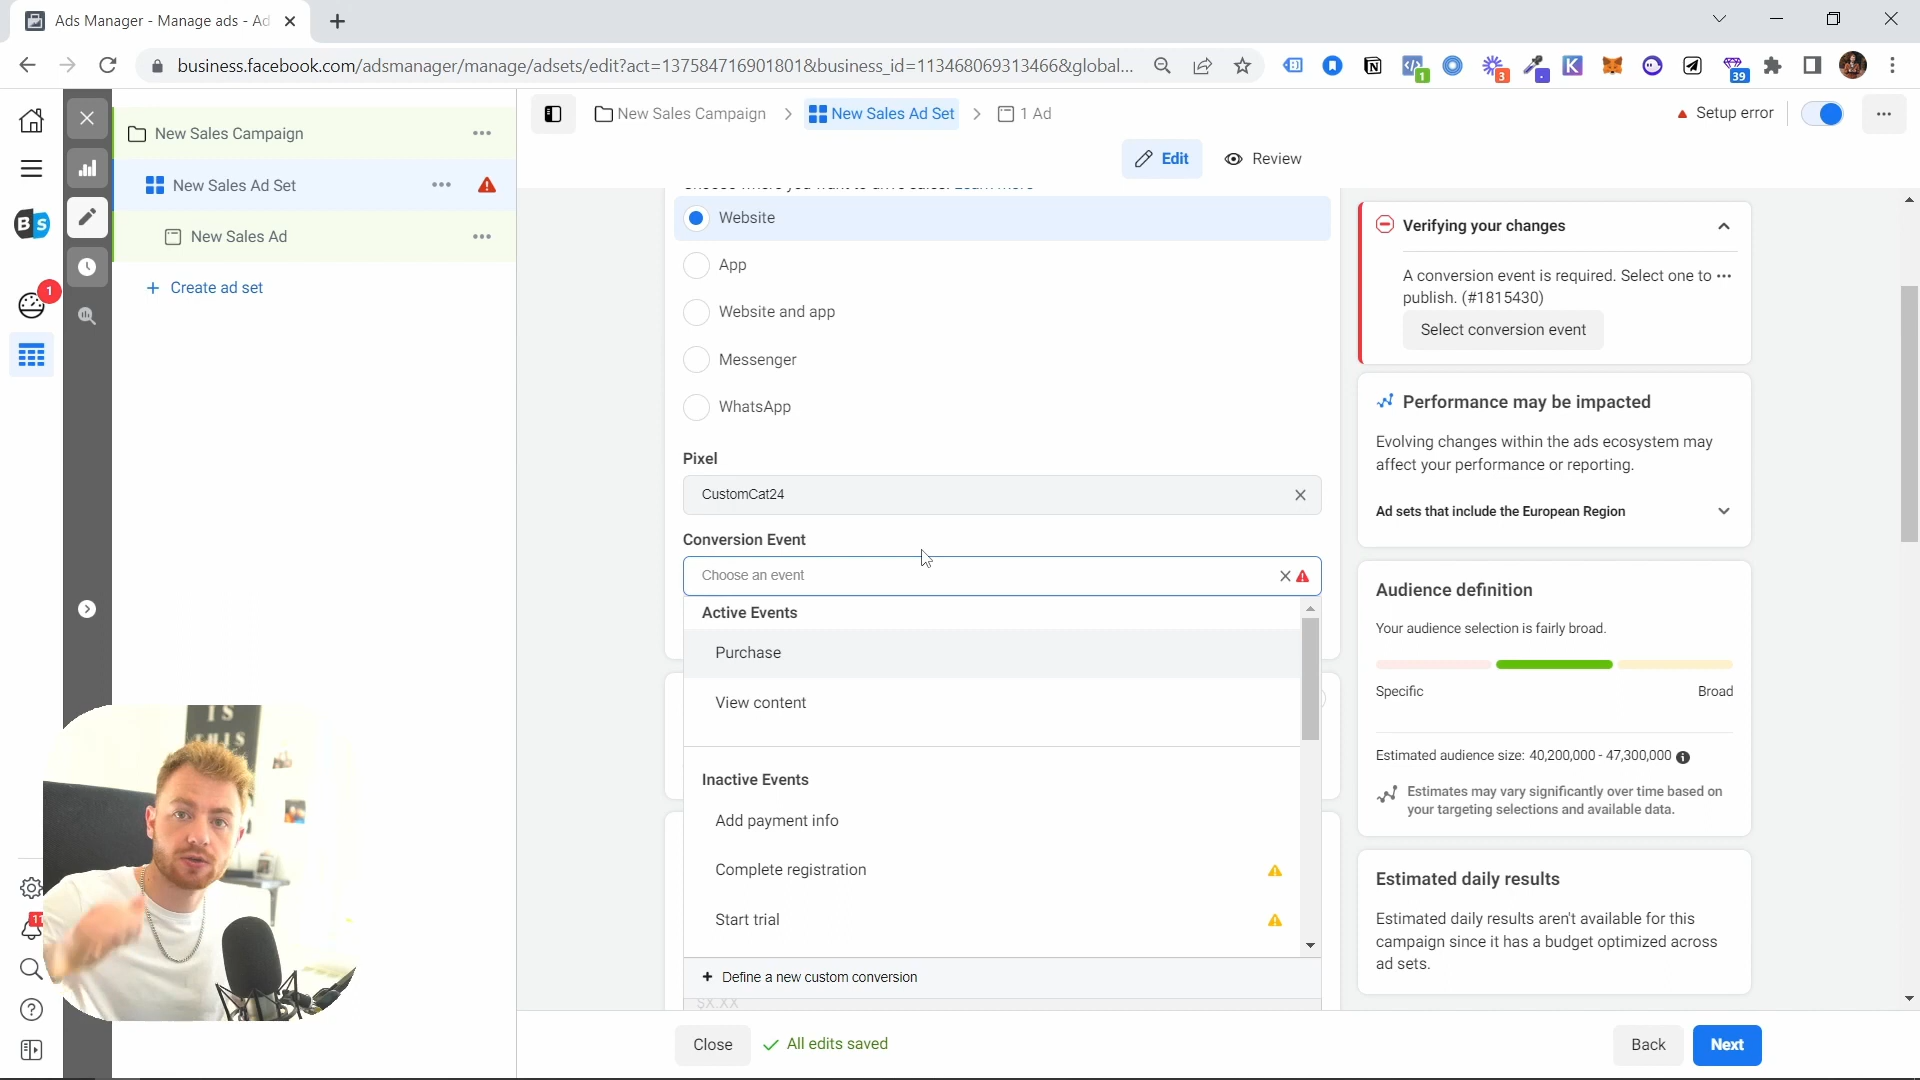 Ads Manager - Manage ads - Ad
business.facebook.com/adsmanager/manage/adsets/edit?act=137584716901801&business_id=113468069313466&global...
1
3
39
New Sales Campaign
New Sales Ad Set
New Sales Ad
+ Create ad set
BS
1
11
New Sales Campaign > New Sales Ad Set > 1 Ad
Setup error
Edit
Review
Website
App
Website and app
Messenger
WhatsApp
Pixel
CustomCat24
Conversion Event
Choose an event
Active Events
Purchase
View content
Inactive Events
Add payment info
Complete registration
Start trial
+ Define a new custom conversion
$X.XX
Close
All edits saved
Back
Next
Verifying your changes
A conversion event is required. Select one to
publish. (#1815430)
Select conversion event
Performance may be impacted
Evolving changes within the ads ecosystem may
affect your performance or reporting.
Ad sets that include the European Region
Audience definition
Your audience selection is fairly broad.
Specific
Broad
Estimated audience size: 40,200,000 - 47,300,000
Estimates may vary significantly over time based on
your targeting selections and available data.
Estimated daily results
Estimated daily results aren't available for this
campaign since it has a budget optimized across
ad sets.
IS
THIS